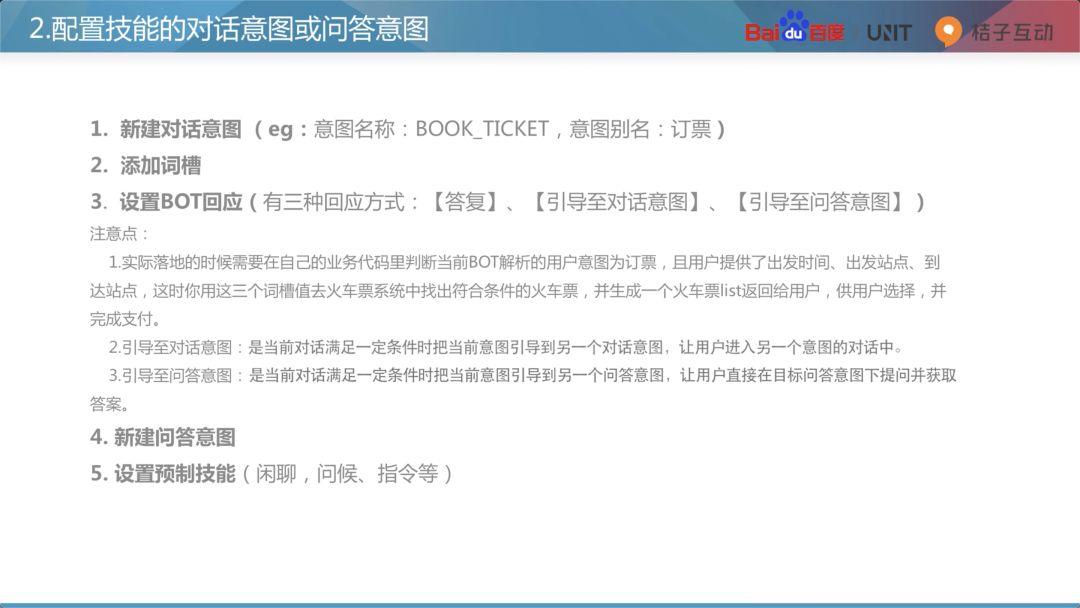 2.配置技能的对话意图或问答意图
Bai du 百度 UNIT 桔子互动
1. 新建对话意图（eg：意图名称：BOOK_TICKET，意图别名：订票）
2. 添加词槽
3. 设置BOT回应（有三种回应方式：【答复】、【引导至对话意图】、【引导至问答意图】）
注意点：
1.实际落地的时候需要在自己的业务代码里判断当前BOT解析的用户意图为订票，且用户提供了出发时间、出发站点、到
达站点，这时你用这三个词槽值去火车票系统中找出符合条件的火车票，并生成一个火车票list返回给用户，供用户选择，并
完成支付。
2.引导至对话意图：是当前对话满足一定条件时把当前意图引导到另一个对话意图，让用户进入另一个意图的对话中。
3.引导至问答意图：是当前对话满足一定条件时把当前意图引导到另一个问答意图，让用户直接在目标问答意图下提问并获取
答案。
4. 新建问答意图
5. 设置预制技能（闲聊，问候、指令等）